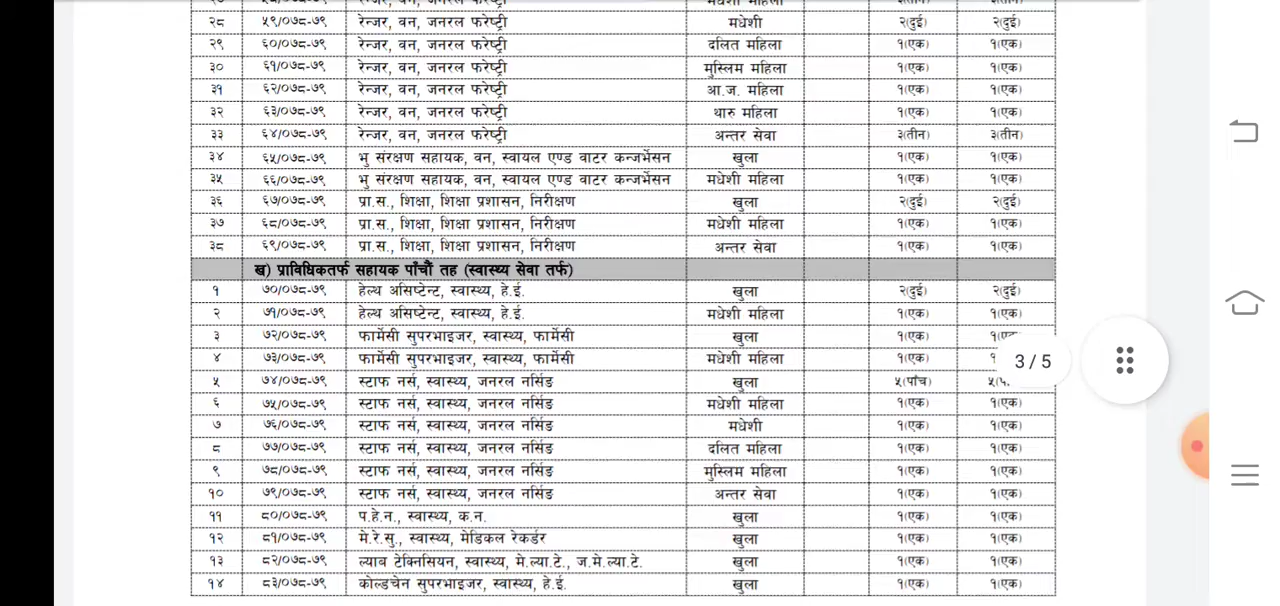 २८ ५९/०७८-७९ रेन्जर, वन, जनरल फरेष्ट्री मधेशी २(दुई) २(दुई)
२९ ६०/०७८-७९ रेन्जर, वन, जनरल फरेष्ट्री दलित महिला १(एक) १(एक)
३० ६१/०७८-७९ रेन्जर, वन, जनरल फरेष्ट्री मुस्लिम महिला १(एक) १(एक)
३१ ६२/०७८-७९ रेन्जर, वन, जनरल फरेष्ट्री आ.ज. महिला १(एक) १(एक)
३२ ६३/०७८-७९ रेन्जर, वन, जनरल फरेष्ट्री थारु महिला १(एक) १(एक)
३३ ६४/०७८-७९ रेन्जर, वन, जनरल फरेष्ट्री अन्तर सेवा ३(तीन) ३(तीन)
३४ ६५/०७८-७९ भु संरक्षण सहायक, वन, स्वायल एण्ड वाटर कन्जर्भेसन खुला १(एक) १(एक)
३५ ६६/०७८-७९ भु संरक्षण सहायक, वन, स्वायल एण्ड वाटर कन्जर्भेसन मधेशी महिला १(एक) १(एक)
३६ ६७/०७८-७९ प्रा.स., शिक्षा, शिक्षा प्रशासन, निरीक्षण खुला २(दुई) २(दुई)
३७ ६८/०७८-७९ प्रा.स., शिक्षा, शिक्षा प्रशासन, निरीक्षण मधेशी महिला १(एक) १(एक)
३८ ६९/०७८-७९ प्रा.स., शिक्षा, शिक्षा प्रशासन, निरीक्षण अन्तर सेवा १(एक) १(एक)
ख) प्राविधिकतर्फ सहायक पाँचौं तह (स्वास्थ्य सेवा तर्फ)
१ ७०/०७८-७९ हेल्थ असिष्टेन्ट, स्वास्थ्य, हे.ई. खुला २(दुई) २(दुई)
२ ७१/०७८-७९ हेल्थ असिष्टेन्ट, स्वास्थ्य, हे.ई. मधेशी महिला १(एक) १(एक)
३ ७२/०७८-७९ फार्मेसी सुपरभाइजर, स्वास्थ्य, फार्मेसी खुला १(एक)
४ ७३/०७८-७९ फार्मेसी सुपरभाइजर, स्वास्थ्य, फार्मेसी मधेशी महिला १(एक)
3 / 5
५ ७४/०७८-७९ स्टाफ नर्स, स्वास्थ्य, जनरल नर्सिङ खुला ५(पाँच)
६ ७५/०७८-७९ स्टाफ नर्स, स्वास्थ्य, जनरल नर्सिङ मधेशी महिला १(एक) १(एक)
७ ७६/०७८-७९ स्टाफ नर्स, स्वास्थ्य, जनरल नर्सिङ मधेशी १(एक) १(एक)
८ ७७/०७८-७९ स्टाफ नर्स, स्वास्थ्य, जनरल नर्सिङ दलित महिला १(एक) १(एक)
९ ७८/०७८-७९ स्टाफ नर्स, स्वास्थ्य, जनरल नर्सिङ मुस्लिम महिला १(एक) १(एक)
१० ७९/०७८-७९ स्टाफ नर्स, स्वास्थ्य, जनरल नर्सिङ अन्तर सेवा १(एक) १(एक)
११ ८०/०७८-७९ प.हे.न., स्वास्थ्य, क.न. खुला १(एक) १(एक)
१२ ८१/०७८-७९ मे.रे.सु., स्वास्थ्य, मेडिकल रेकर्डर खुला १(एक) १(एक)
१३ ८२/०७८-७९ ल्याब टेक्निसियन, स्वास्थ्य, मे.ल्या.टे., ज.मे.ल्या.टे. खुला १(एक) १(एक)
१४ ८३/०७८-७९ कोल्डचेन सुपरभाइजर, स्वास्थ्य, हे.ई. खुला १(एक) १(एक)